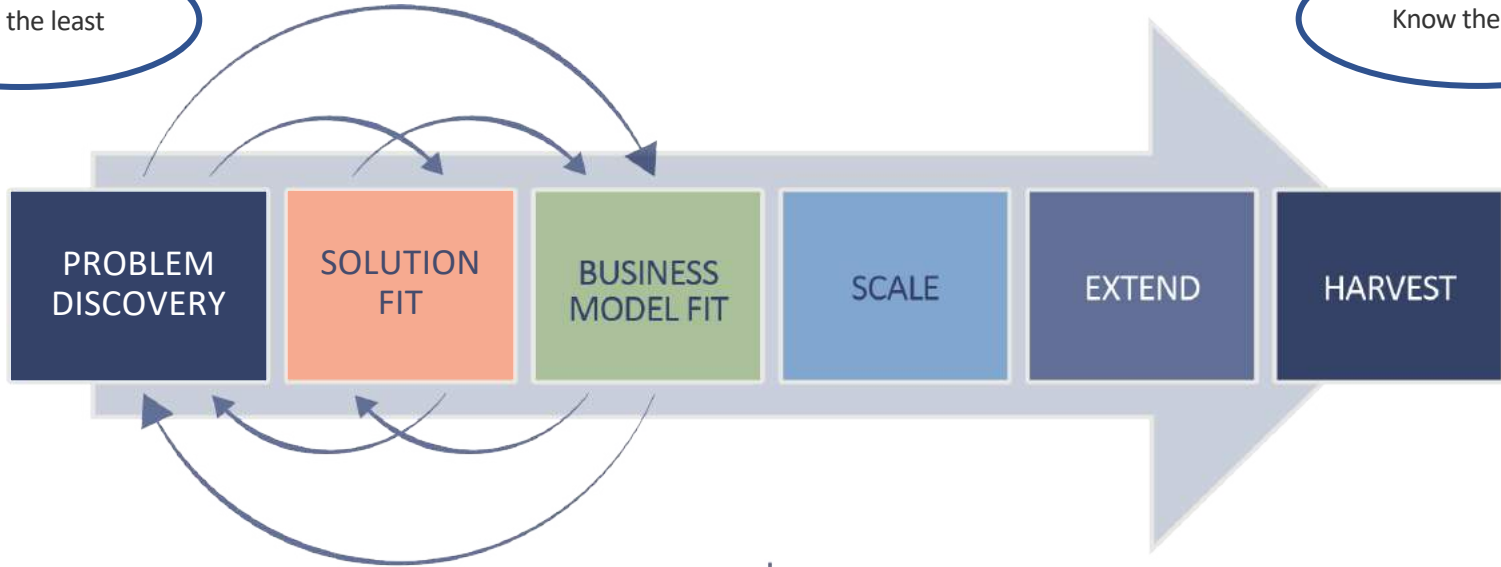 the least
Know the
PROBLEM
DISCOVERY
SOLUTION
FIT
BUSINESS
MODEL FIT
SCALE
EXTEND
HARVEST